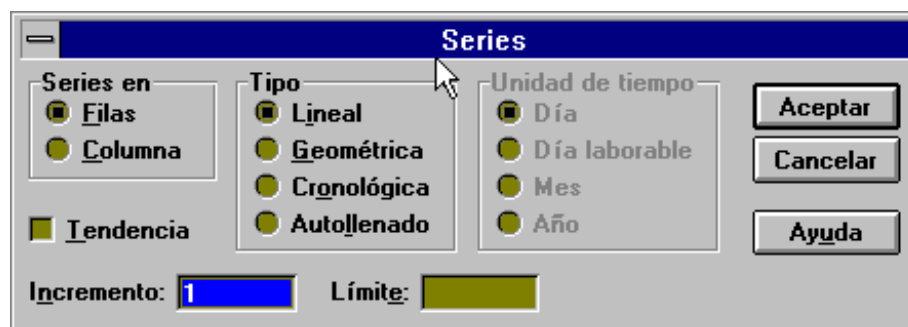 Series
Series en
Filas
Columna
Tendencia
Tipo
Lineal
Geométrica
Cronológica
Autollenado
Unidad de tiempo
Día
Día laborable
Mes
Año
Aceptar
Cancelar
Ayuda
Incremento: 1
Límite: